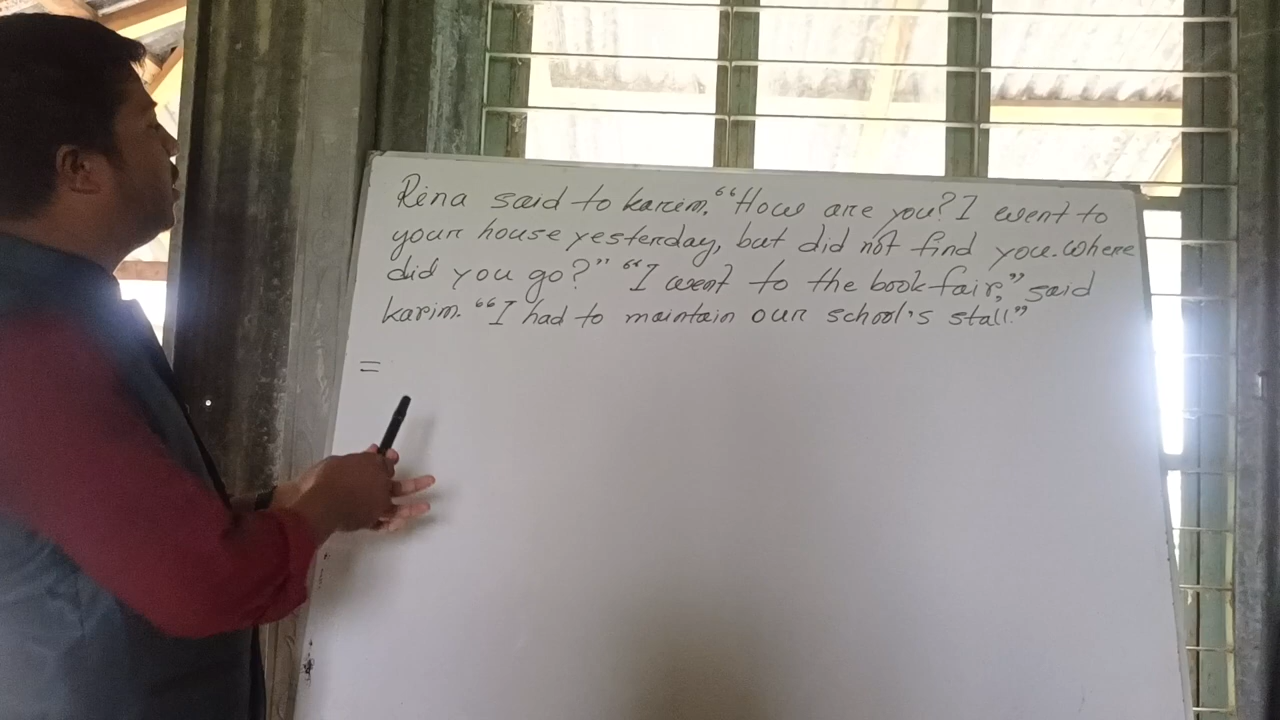 Rina said to karim, "How are you? I went to
your house yesterday, but did not find you. Where
did you go?" "I went to the book fair," said
karim. "I had to maintain our school's stall."
=